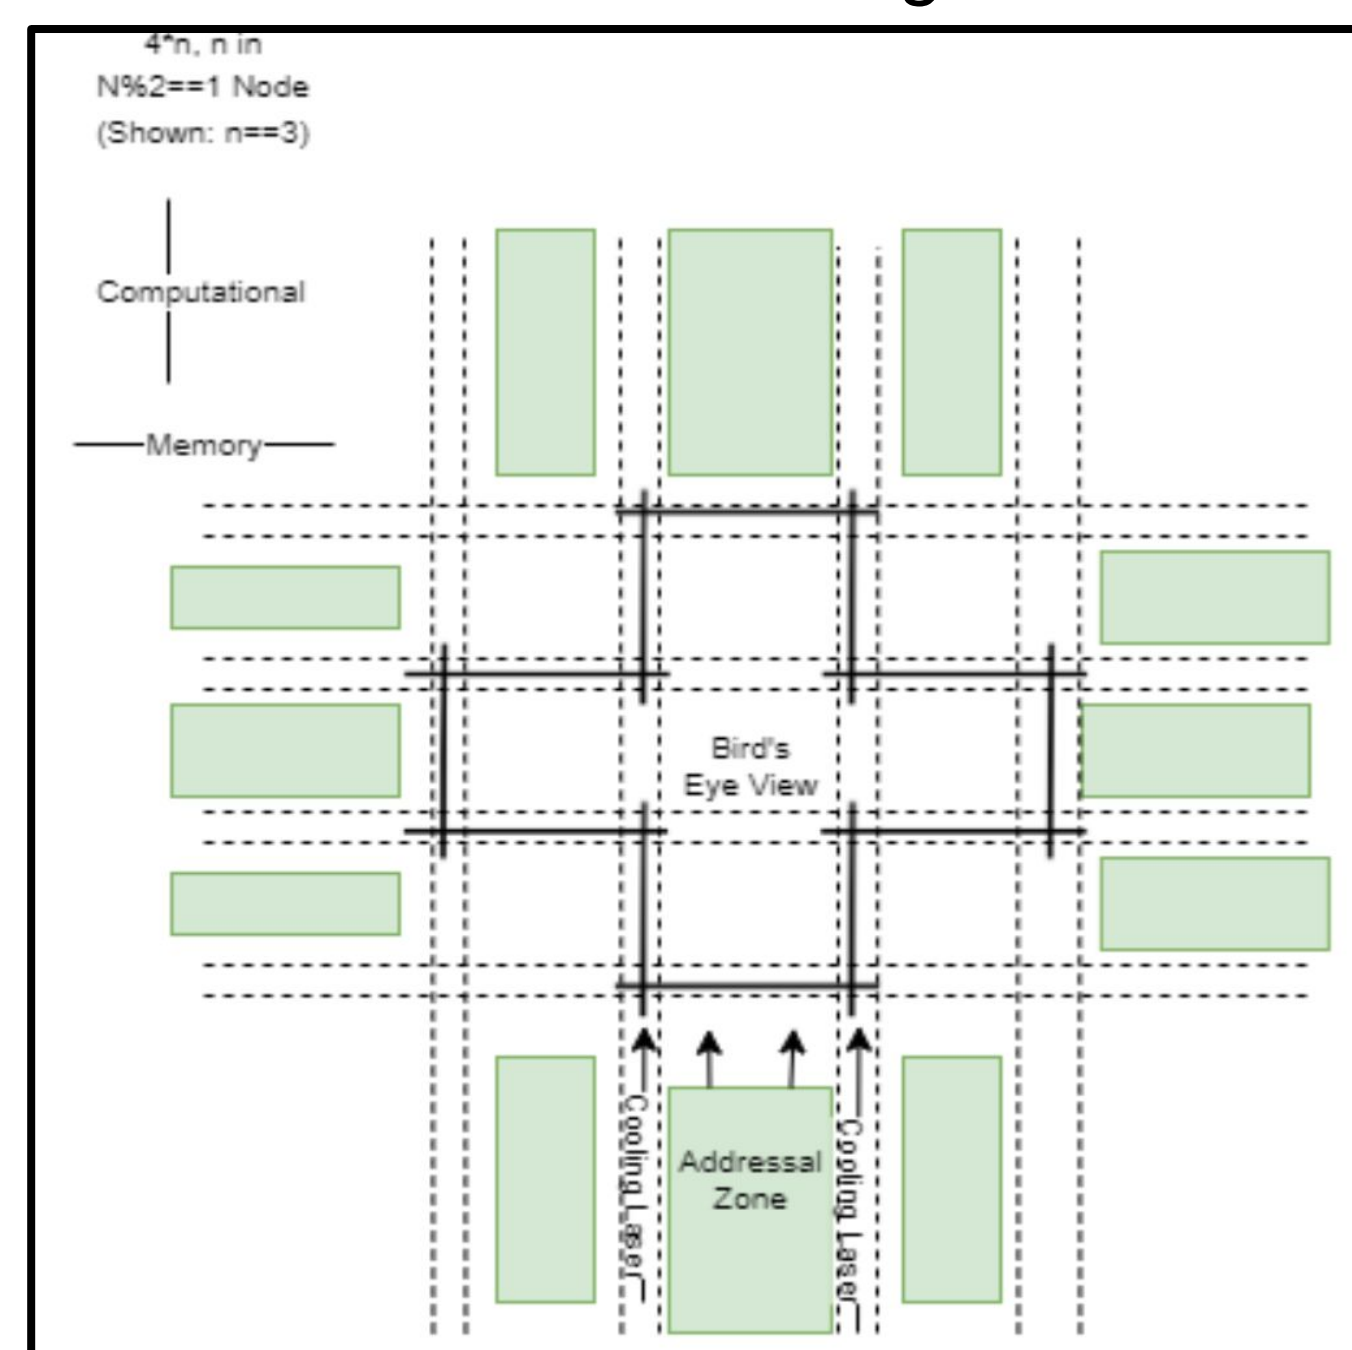 4*n, n in
N%2==1 Node
(Shown: n==3)
Computational
Memory
Bird's
Eye View
Cooling Laser
Addressal
Zone
Cooling Laser